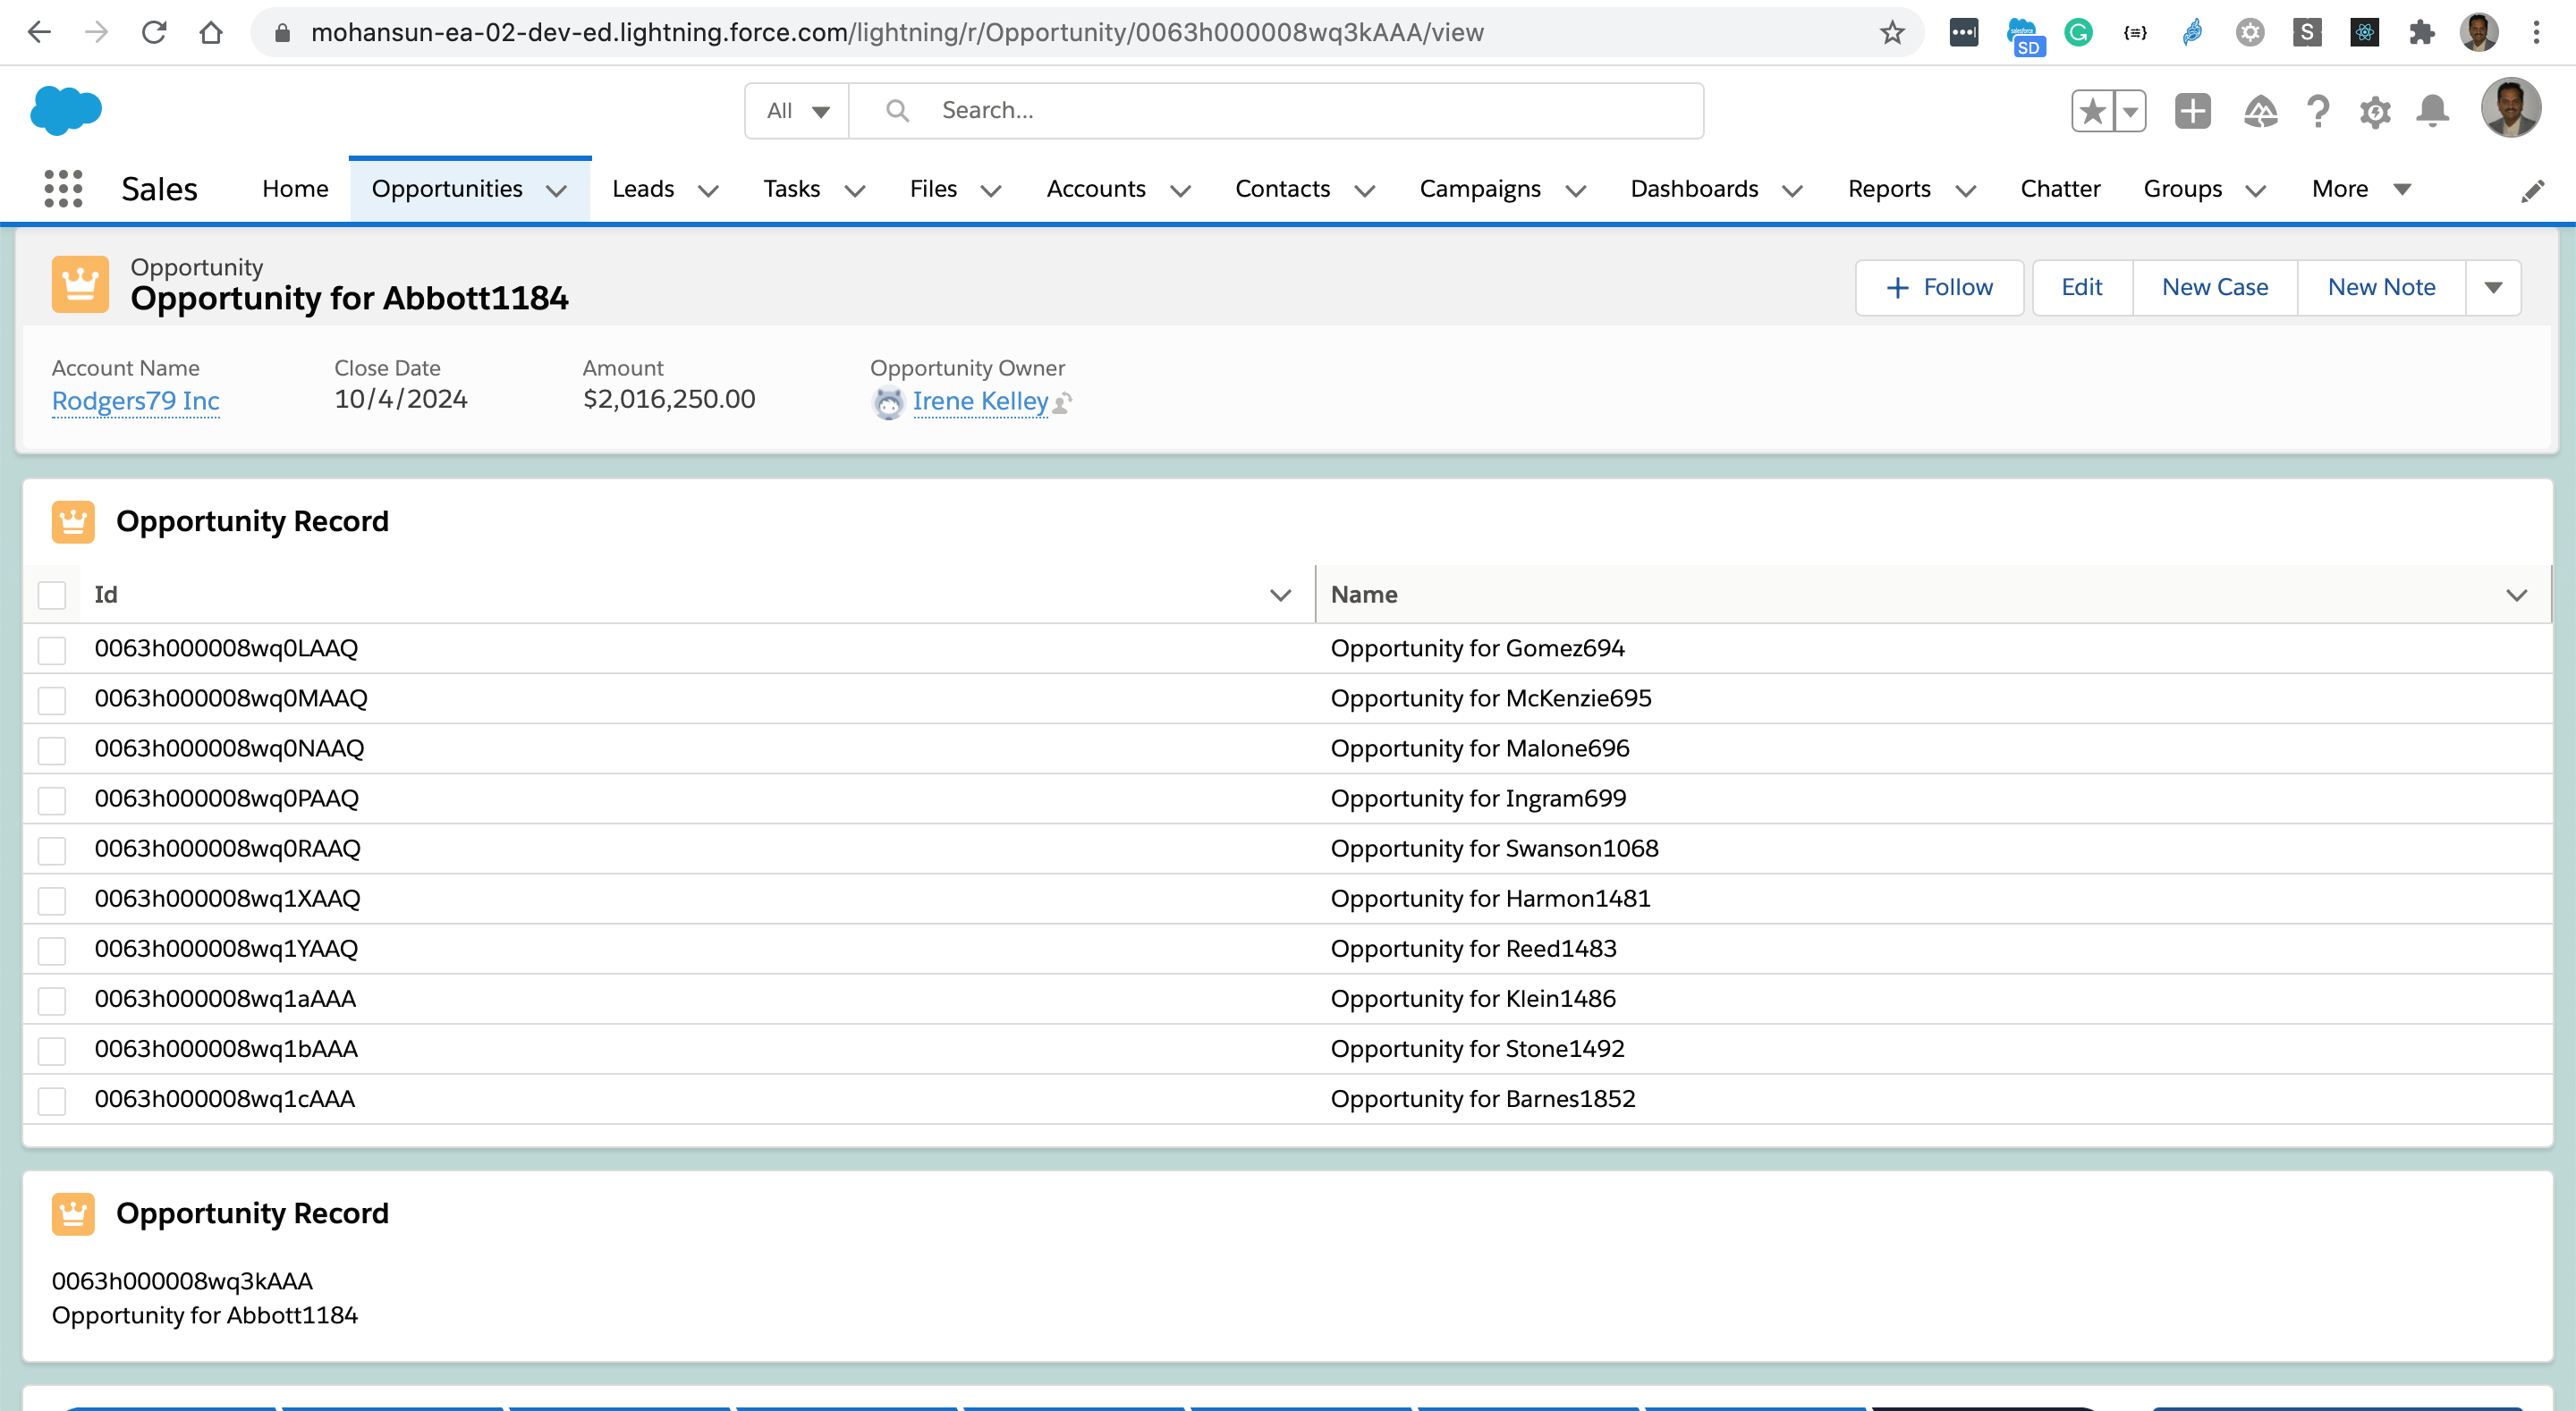 mohansun-ea-02-dev-ed.lightning.force.com/lightning/r/Opportunity/0063h000008wq3kAAA/view
SD
S
All
Search...
Sales
Home
Opportunities
Leads
Tasks
Files
Accounts
Contacts
Campaigns
Dashboards
Reports
Chatter
Groups
More
Opportunity
Opportunity for Abbott1184
Follow
Edit
New Case
New Note
Account Name
Close Date
Amount
Opportunity Owner
Rodgers79 Inc
10/4/2024
$2,016,250.00
Irene Kelley
Opportunity Record
Id
Name
0063h000008wq0LAAQ
Opportunity for Gomez694
0063h000008wq0MAAQ
Opportunity for McKenzie695
0063h000008wq0NAAQ
Opportunity for Malone696
0063h000008wq0PAAQ
Opportunity for Ingram699
0063h000008wq0RAAQ
Opportunity for Swanson1068
0063h000008wq1XAAQ
Opportunity for Harmon1481
0063h000008wq1YAAQ
Opportunity for Reed1483
0063h000008wq1aAAA
Opportunity for Klein1486
0063h000008wq1bAAA
Opportunity for Stone1492
0063h000008wq1cAAA
Opportunity for Barnes1852
Opportunity Record
0063h000008wq3kAAA
Opportunity for Abbott1184